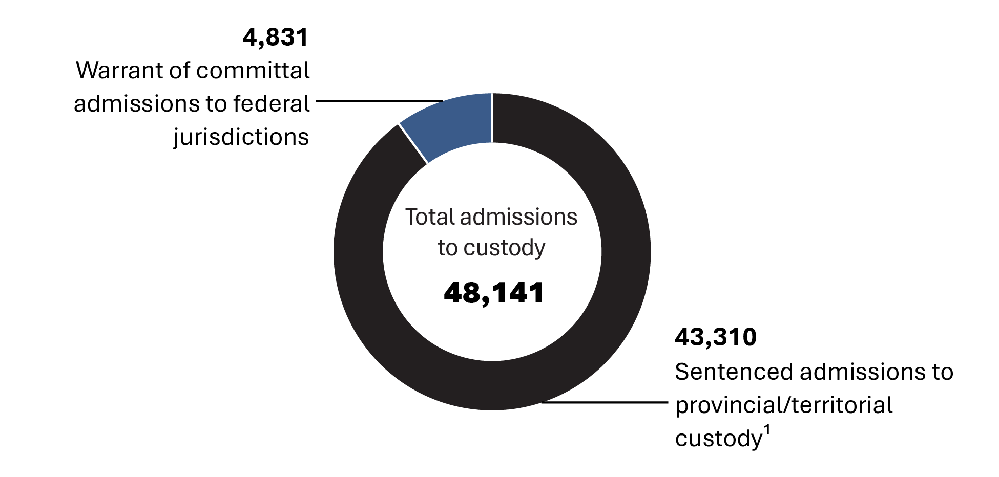 4,831
Warrant of committal
admissions to federal
jurisdictions
Total admissions
to custody
48,141
43,310
Sentenced admissions to
provincial/territorial
custody¹